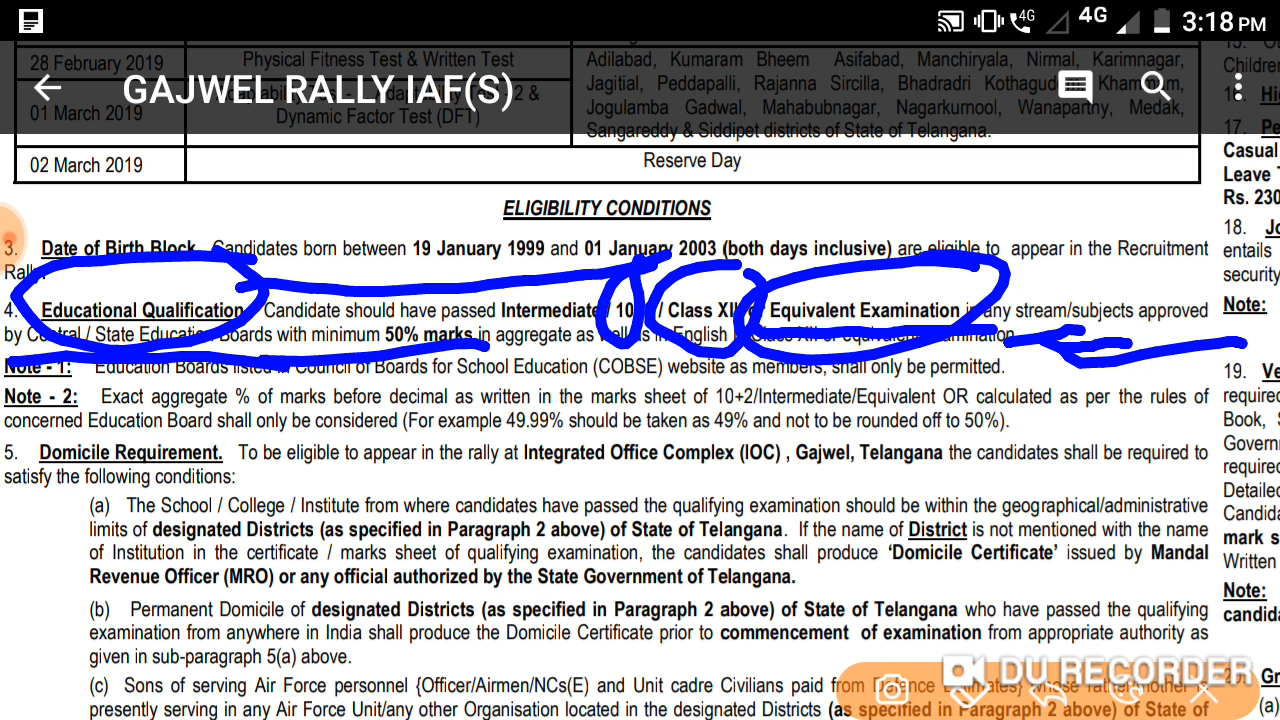 4G 4G 3:18 PM
GAJWEL RALLY IAF(S)
28 February 2019 Physical Fitness Test & Written Test
01 March 2019 2 &
Dynamic Factor Test (DFT)
Adilabad, Kumaram Bheem Asifabad, Manchiryala, Nirmal, Karimnagar,
Jagitial, Peddapalli, Rajanna Sircilla, Bhadradri Kothagudem Khammam,
Jogulamba Gadwal, Mahabubnagar, Nagarkurnool, Wanaparthy, Medak,
Sangareddy & Siddipet districts of State of Telangana.
02 March 2019 Reserve Day
ELIGIBILITY CONDITIONS
3. Date of Birth Block. Candidates born between 19 January 1999 and 01 January 2003 (both days inclusive) are eligible to appear in the Recruitment
Rally.
4. Educational Qualification. Candidate should have passed Intermediate / / Class XII Equivalent Examination in any stream/subjects approved
by Central / State Education Boards with minimum 50% marks in aggregate as well as in English
Note - 1: Education Boards listed in Council of Boards for School Education (COBSE) website as members, shall only be permitted.
Note - 2: Exact aggregate % of marks before decimal as written in the marks sheet of 10+2/Intermediate/Equivalent OR calculated as per the rules of
concerned Education Board shall only be considered (For example 49.99% should be taken as 49% and not to be rounded off to 50%).
5. Domicile Requirement. To be eligible to appear in the rally at Integrated Office Complex (IOC) , Gajwel, Telangana the candidates shall be required to
satisfy the following conditions:
(a) The School / College / Institute from where candidates have passed the qualifying examination should be within the geographical/administrative
limits of designated Districts (as specified in Paragraph 2 above) of State of Telangana. If the name of District is not mentioned with the name
of Institution in the certificate / marks sheet of qualifying examination, the candidates shall produce ‘Domicile Certificate’ issued by Mandal
Revenue Officer (MRO) or any official authorized by the State Government of Telangana.
(b) Permanent Domicile of designated Districts (as specified in Paragraph 2 above) of State of Telangana who have passed the qualifying
examination from anywhere in India shall produce the Domicile Certificate prior to commencement of examination from appropriate authority as
given in sub-paragraph 5(a) above.
(c) Sons of serving Air Force personnel {Officer/Airmen/NCs(E) and Unit cadre Civilians paid from Defence Estimates} whose father/mother is
presently serving in any Air Force Unit/any other Organisation located in the designated Districts (as specified in Paragraph 2 above) of State of
17. Pe
Casual
Leave
Rs. 230
18. Jo
entails
security
Note:
19. Ve
required
Book,
Govern
required
Detailed
Candida
mark s
Written
Note:
candida
Gr
(a)
DU RECORDER